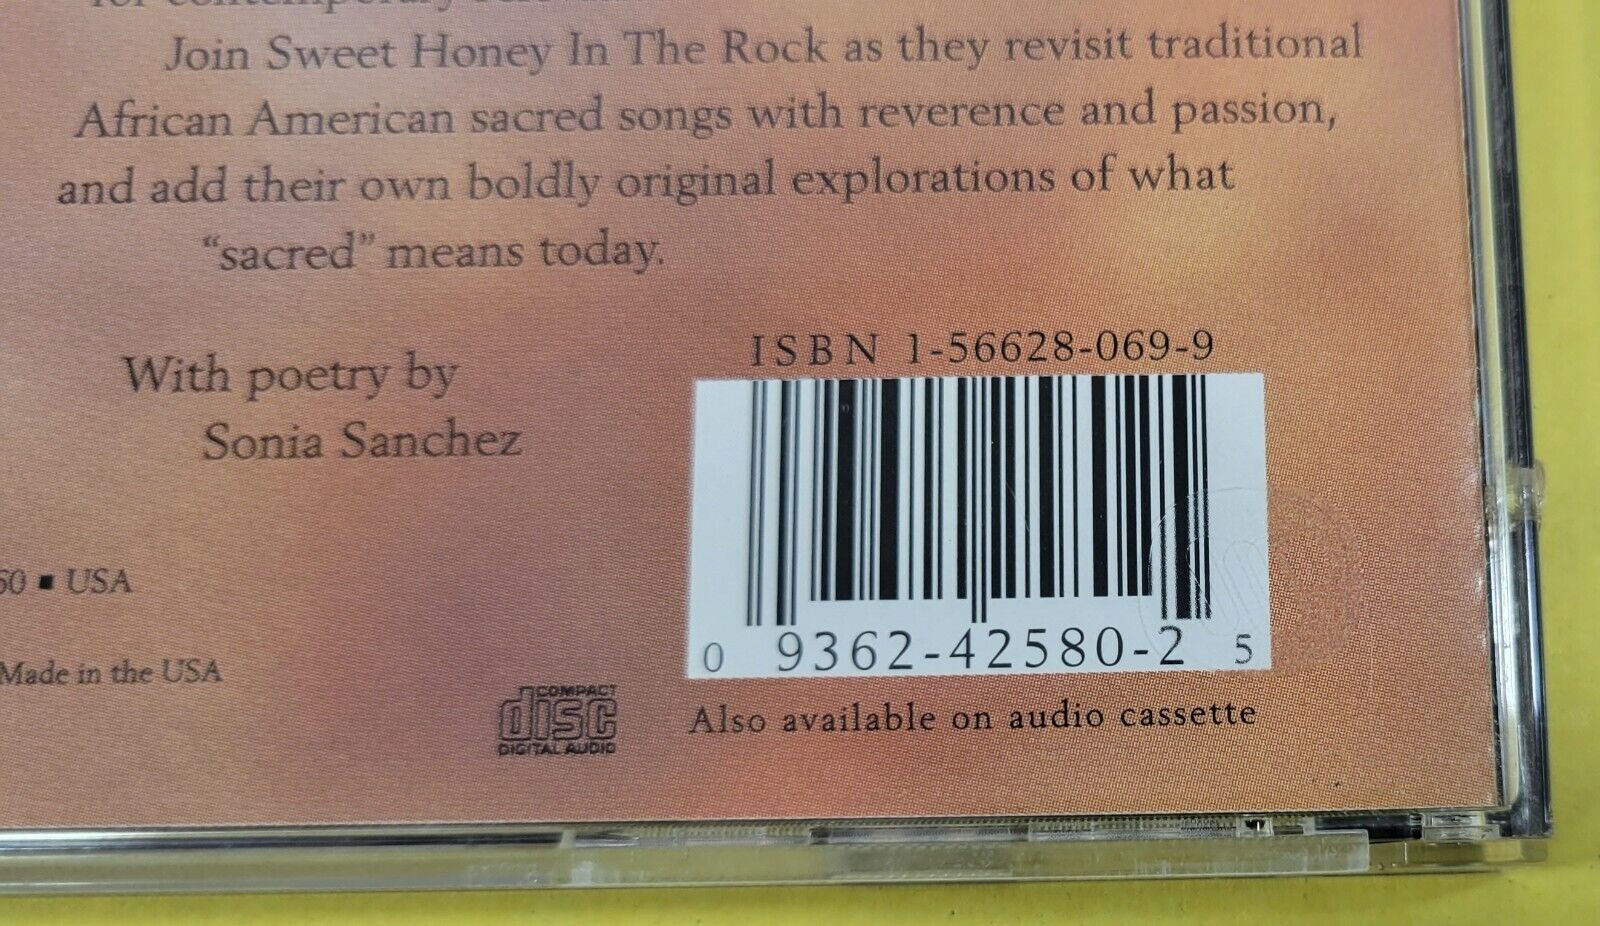 for contemporary
Join Sweet Honey In The Rock as they revisit traditional
African American sacred songs with reverence and passion,
and add their own boldly original explorations of what
“sacred” means today.
With poetry by
Sonia Sanchez
ISBN 1-56628-069-9
0 9362-42580-2 5
60 ▪ USA
Made in the USA
COMPACT
disc
DIGITAL AUDIO
Also available on audio cassette